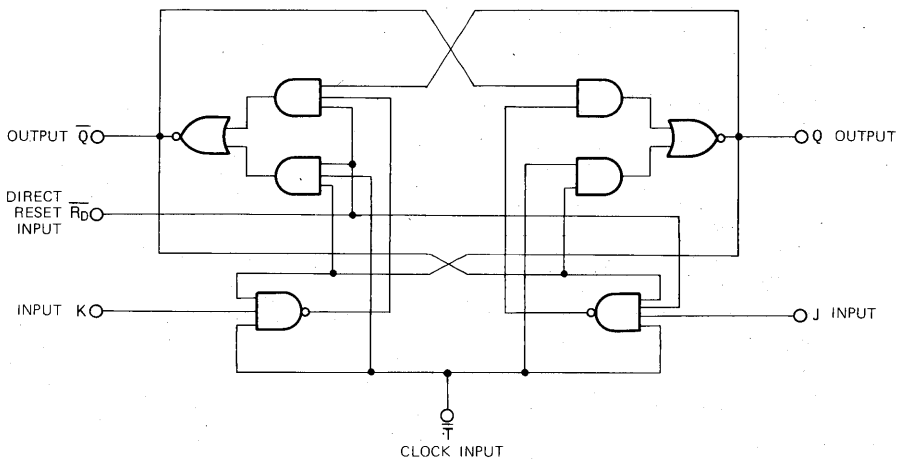 OUTPUT Q̅
Q OUTPUT
DIRECT
RESET R̅D̅
INPUT
INPUT K
J INPUT
T̅
CLOCK INPUT